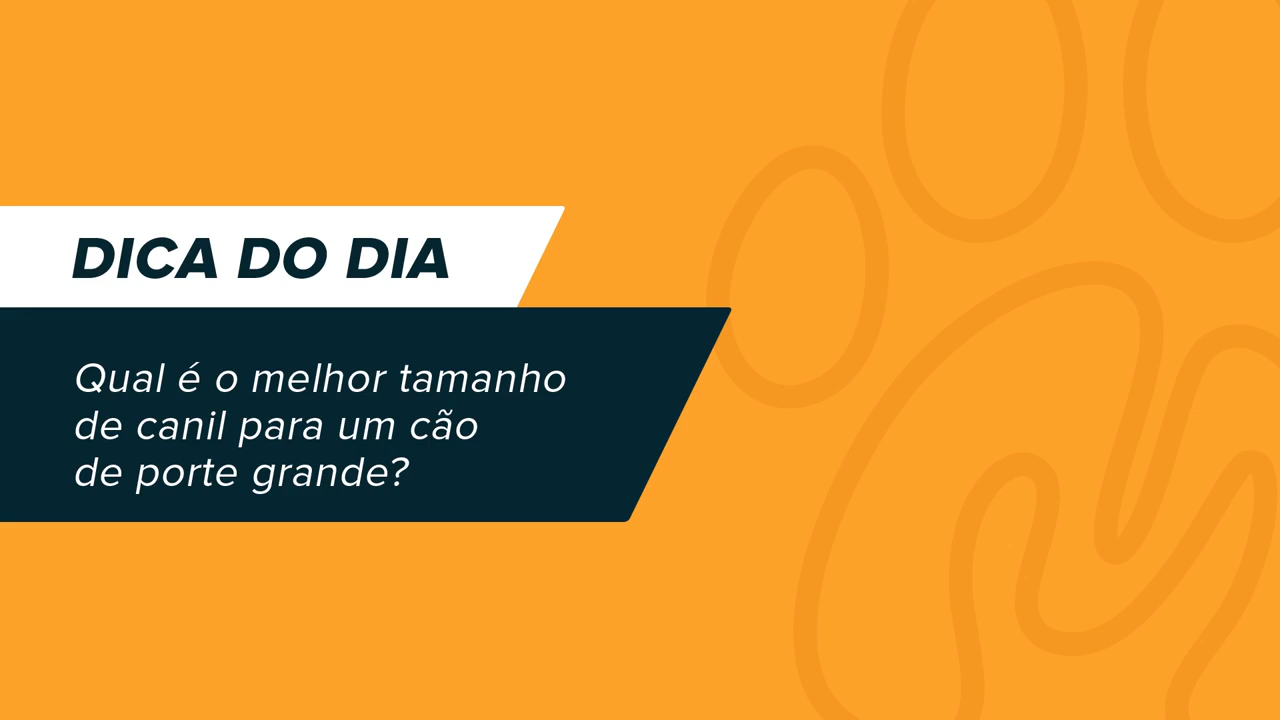 DICA DO DIA
Qual é o melhor tamanho
de canil para um cão
de porte grande?